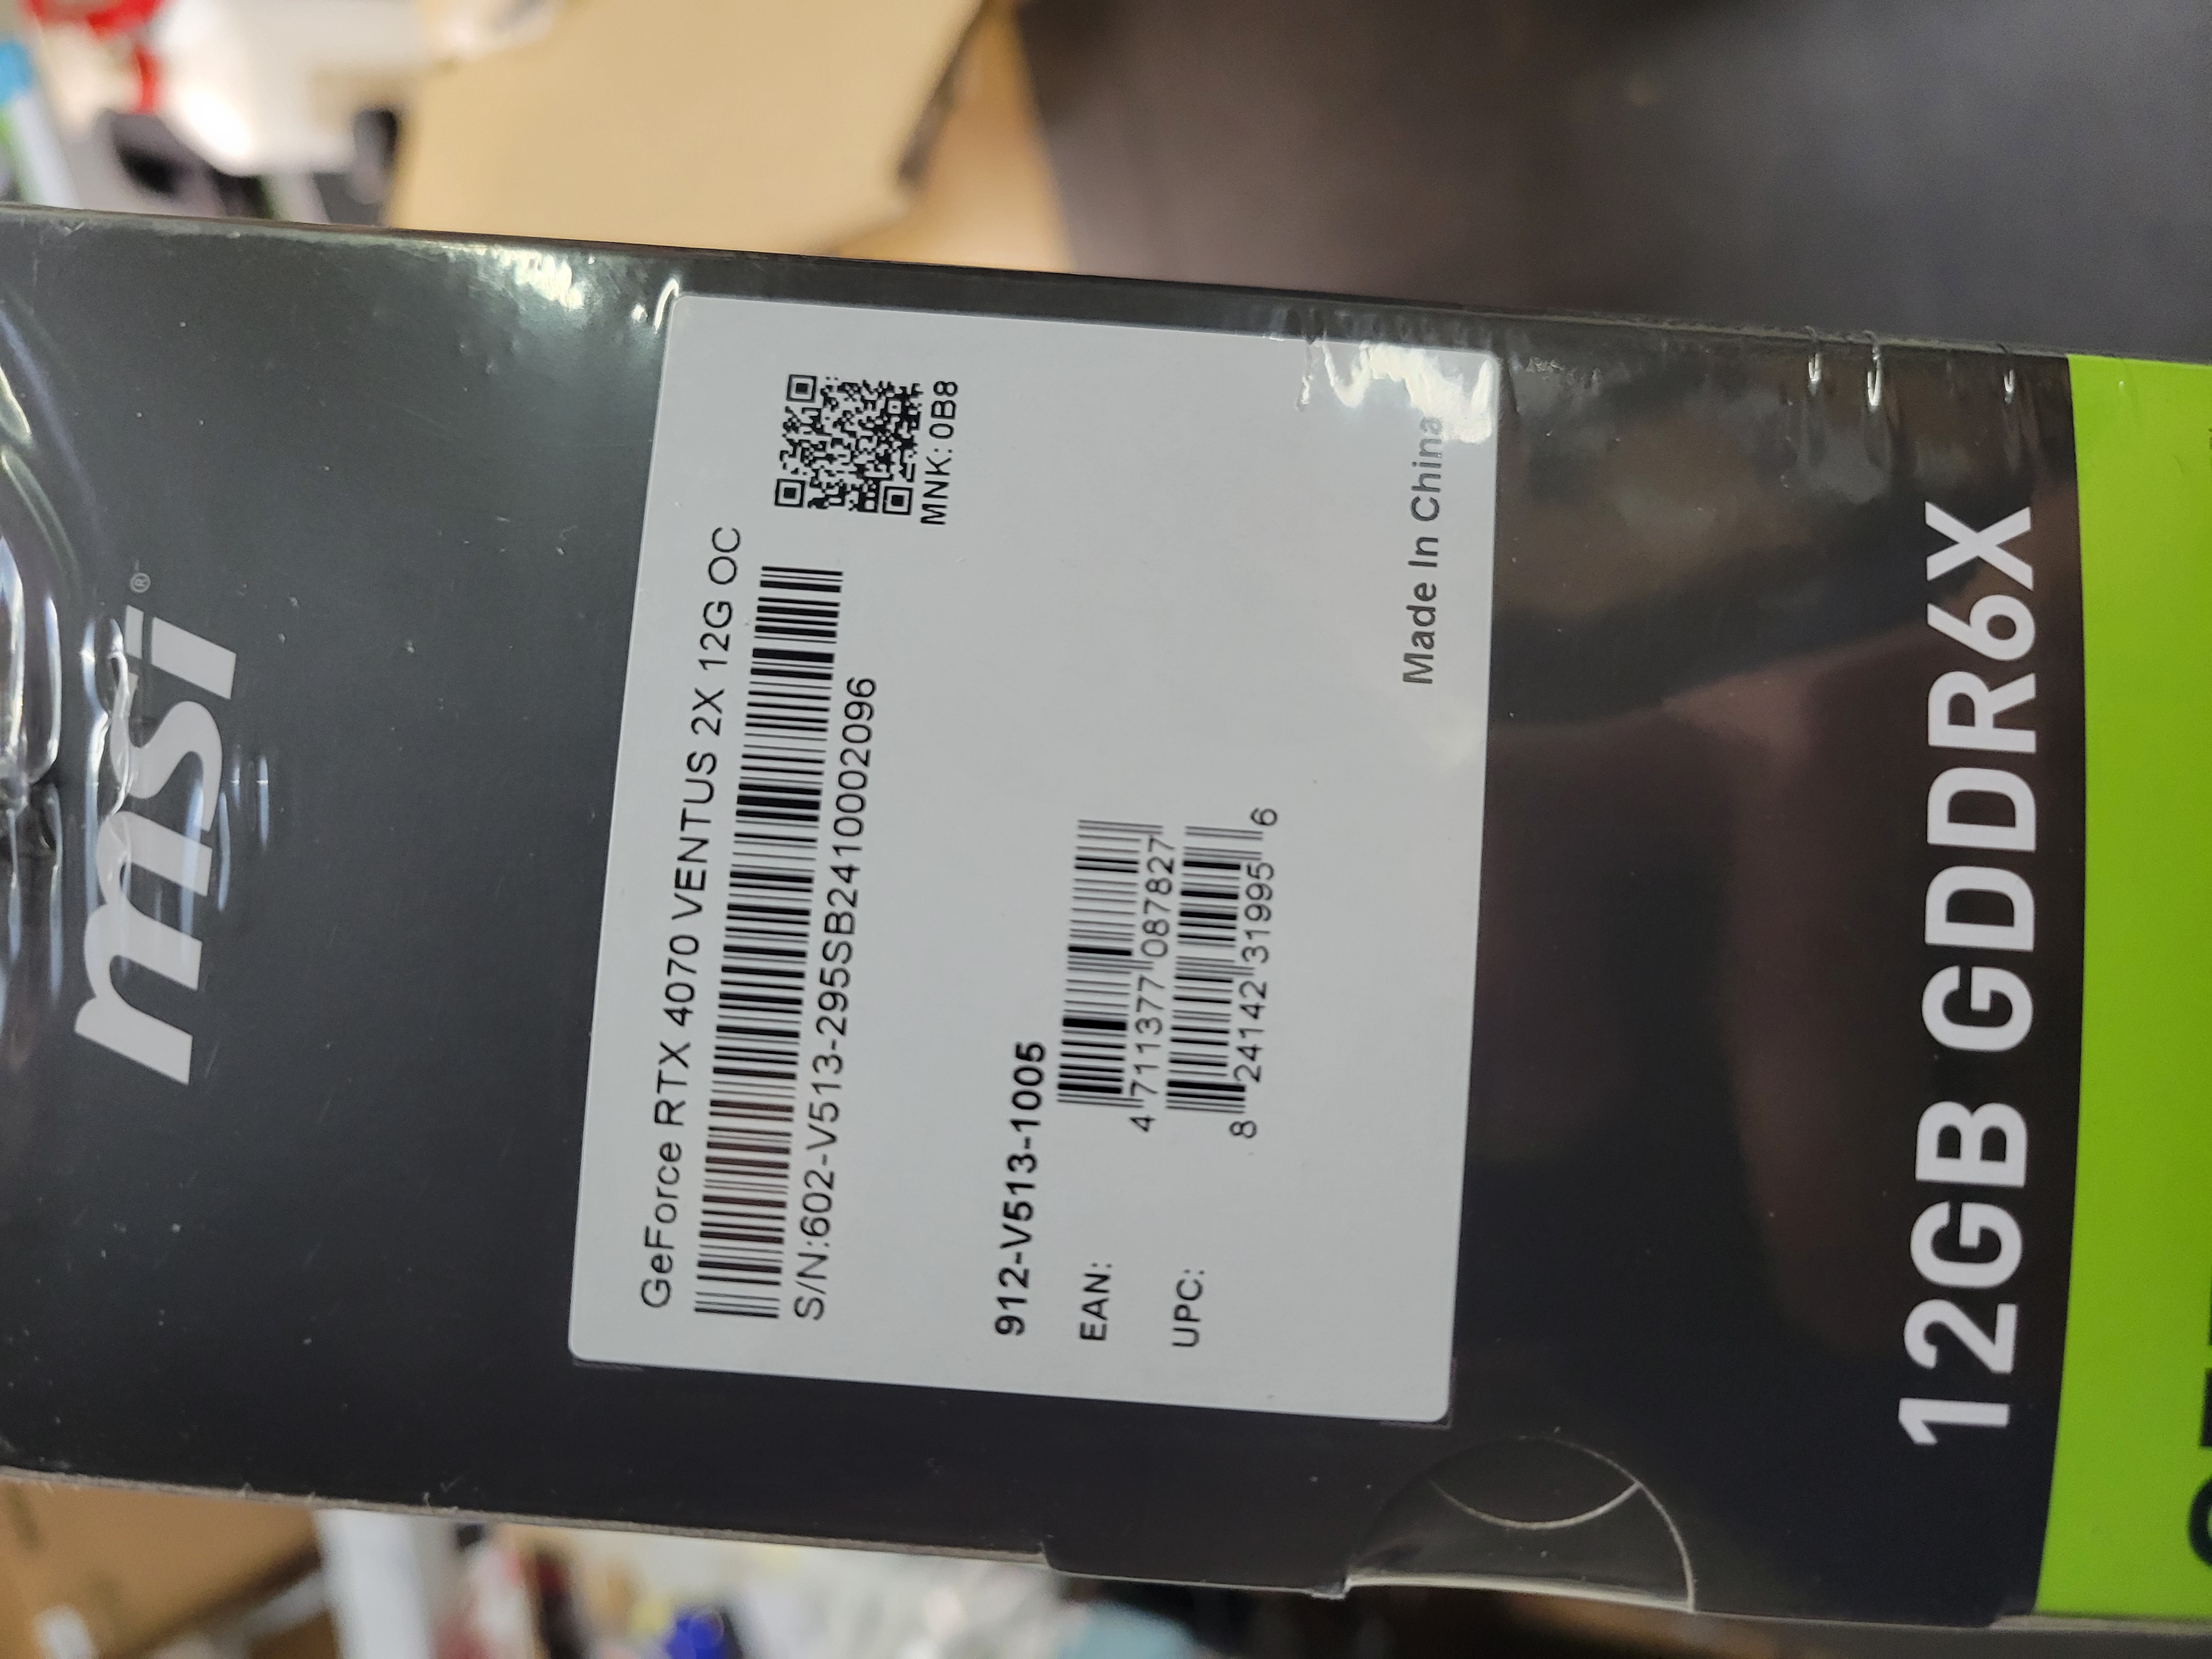 msi®
GeForce RTX 4070 VENTUS 2X 12G OC
S/N:602-V513-295SB2410002096
MNK:0B8
912-V513-1005
EAN:
4 711377 087827
UPC:
8 24142 31995 6
Made In China
12GB GDDR6X